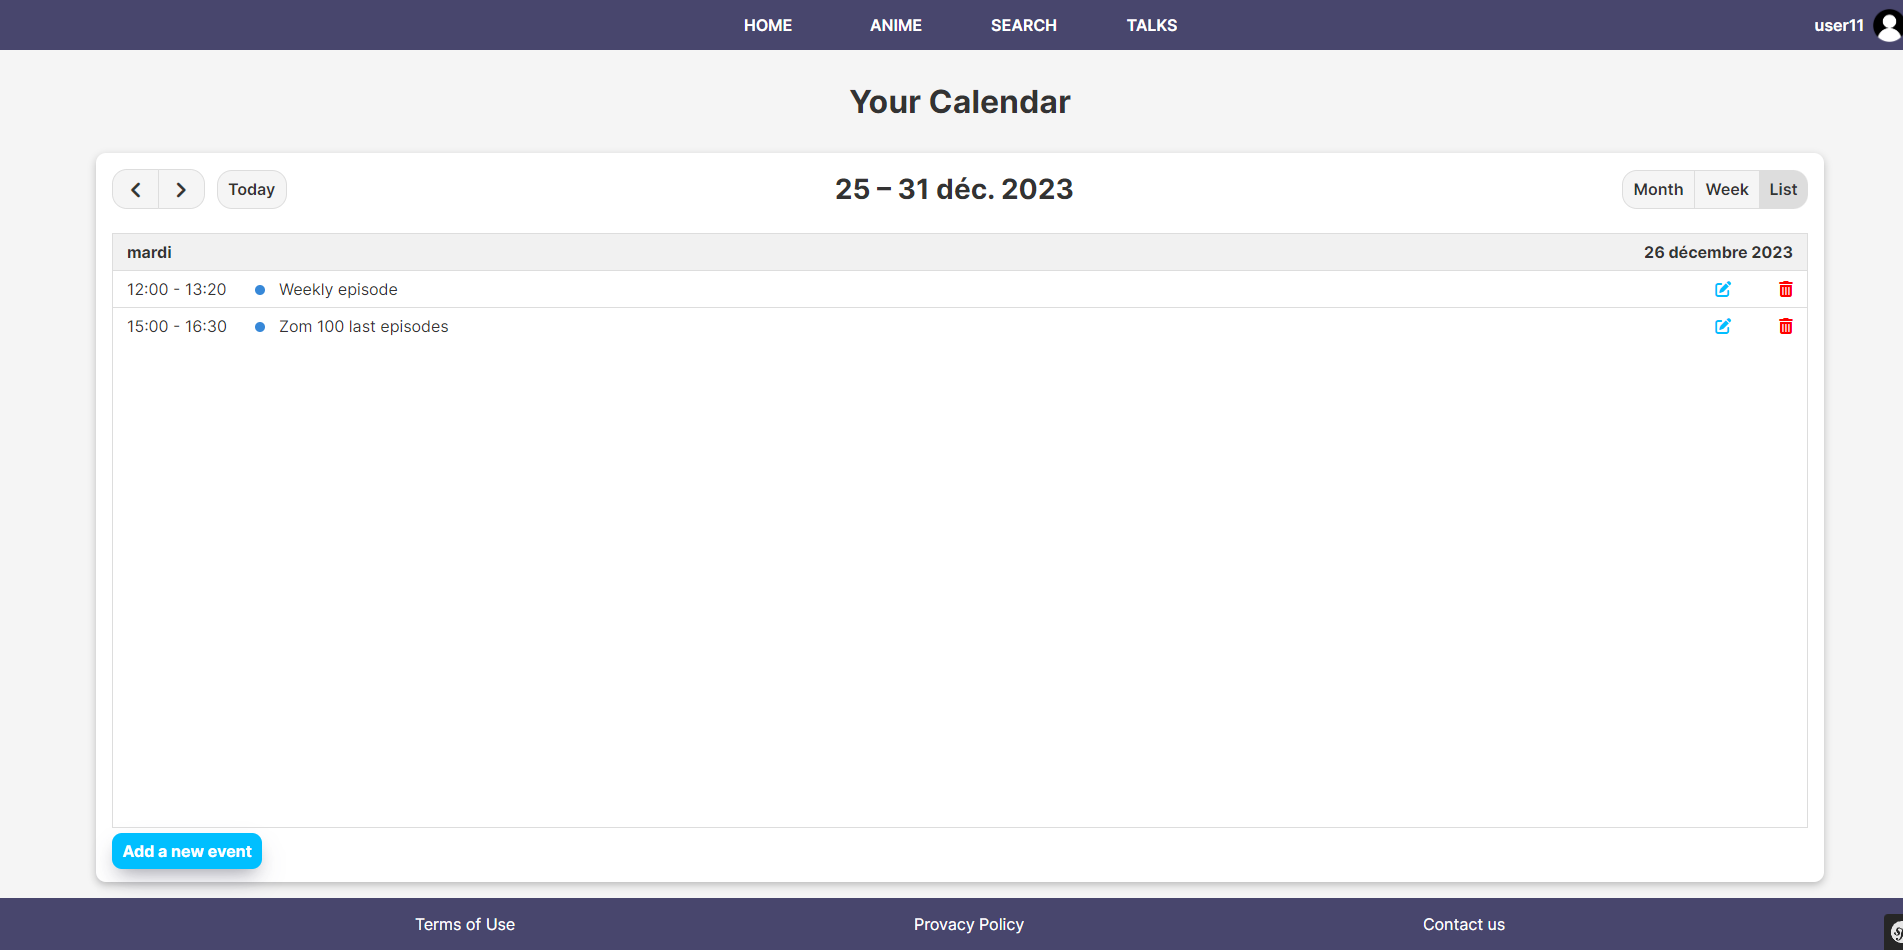 HOME ANIME SEARCH TALKS user11
Your Calendar
Today 25 – 31 déc. 2023 Month Week List
mardi 26 décembre 2023
12:00 - 13:20 Weekly episode
15:00 - 16:30 Zom 100 last episodes
Add a new event
Terms of Use Provacy Policy Contact us